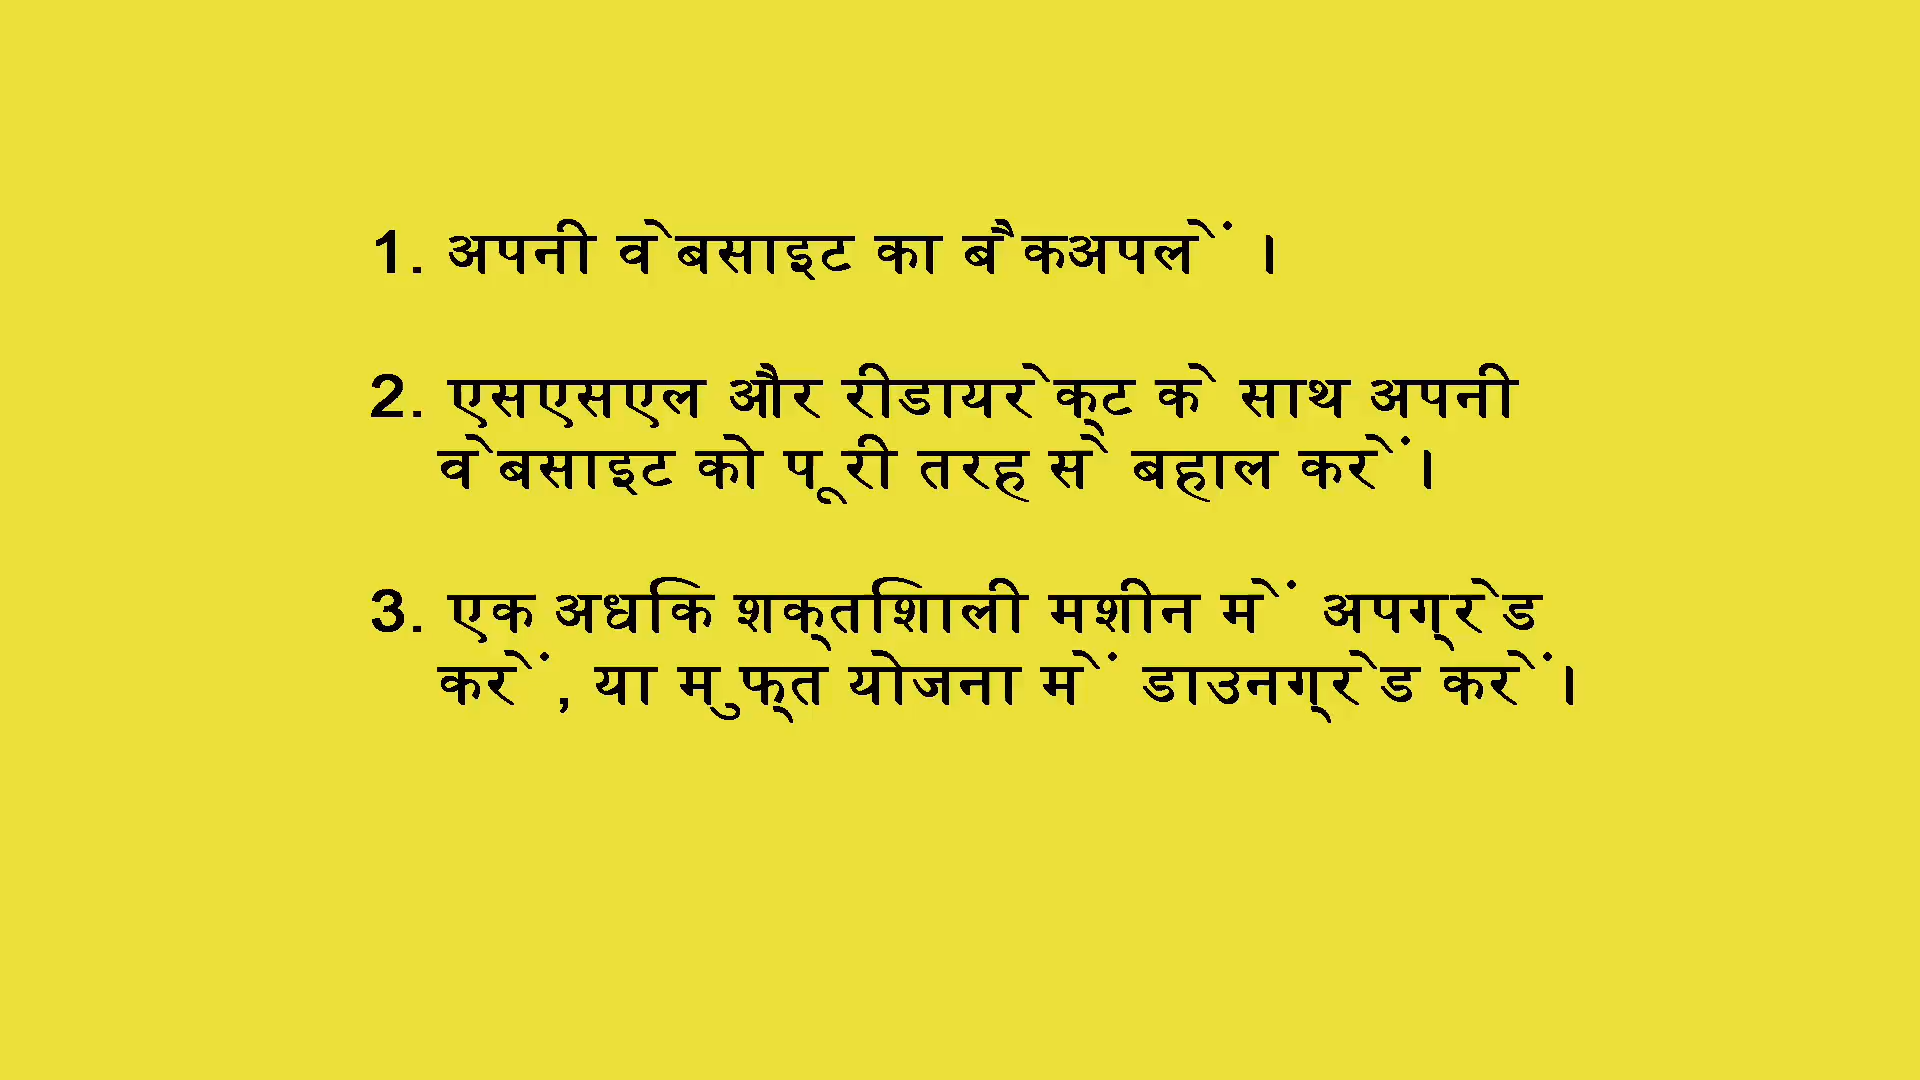 1. अपनी वेबसाइट का बैकअपलें ।
2. एसएसएल और रीडायरेक्ट के साथ अपनी
वेबसाइट को पूरी तरह से बहाल करें।
3. एक अधिक शक्तिशाली मशीन में अपग्रेड
करें, या मुफ्त योजना में डाउनग्रेड करें।